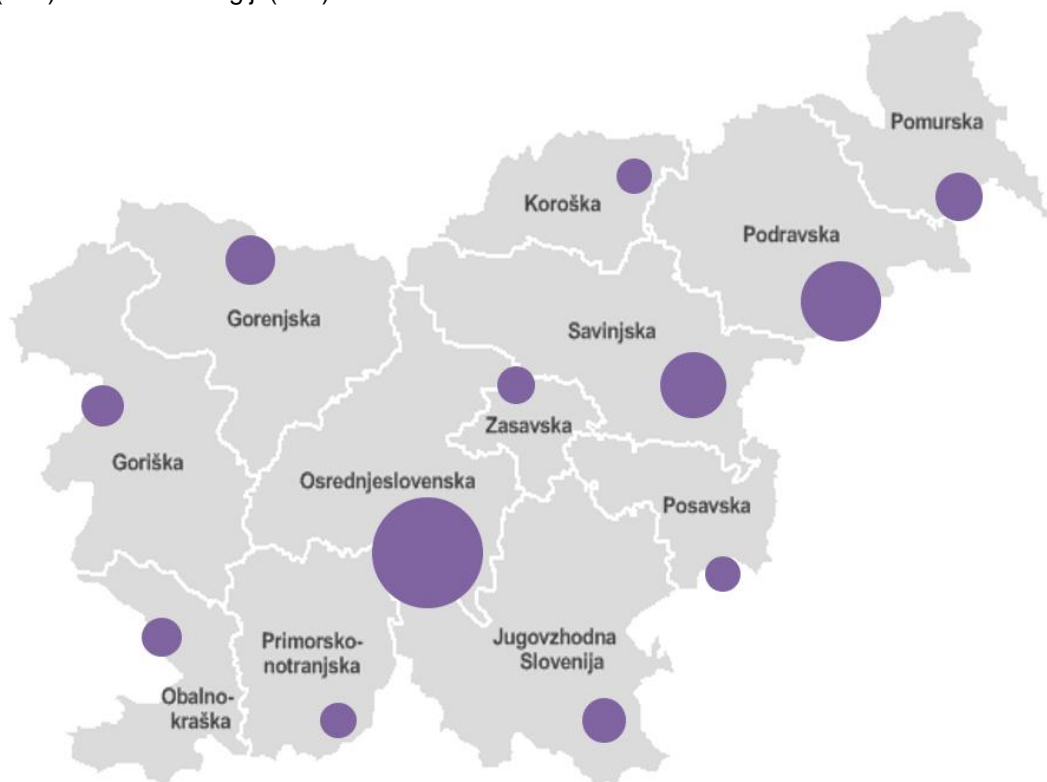 Pomurska
Koroška
Podravska
Gorenjska
Savinjska
Zasavska
Goriška
Osrednjeslovenska
Posavska
Primorsko-
notranjska
Jugovzhodna
Slovenija
Obalno-
kraška